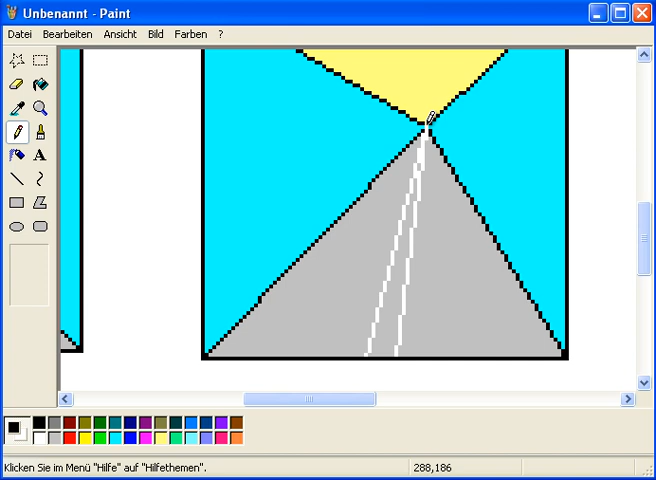 Unbenannt - Paint
Datei Bearbeiten Ansicht Bild Farben ?
A
Klicken Sie im Menü "Hilfe" auf "Hilfethemen".
288,186